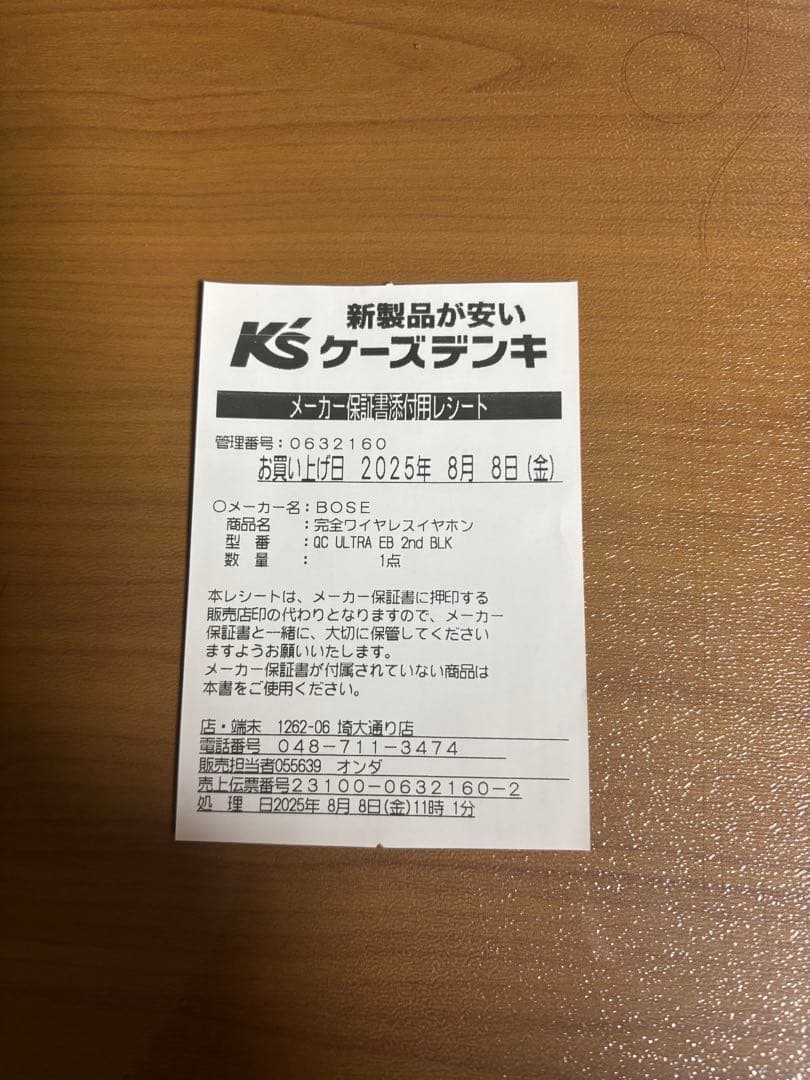 新製品が安い
K's ケーズデンキ
メーカー保証書添付用レシート
管理番号:0632160
お買い上げ日 2025年 8月 8日(金)
○メーカー名:BOSE
商品名 :完全ワイヤレスイヤホン
型 番 :QC ULTRA EB 2nd BLK
数 量 : 1点
本レシートは、メーカー保証書に押印する
販売店印の代わりとなりますので、メーカー
保証書と一緒に、大切に保管してください
ますようお願いいたします。
メーカー保証書が付属されていない商品は
本書をご使用ください。
店・端末 1262-06 埼大通り店
電話番号 048-711-3474
販売担当者055639 オンダ
売上伝票番号23100-0632160-2
処 理 日2025年 8月 8日(金)11時 1分